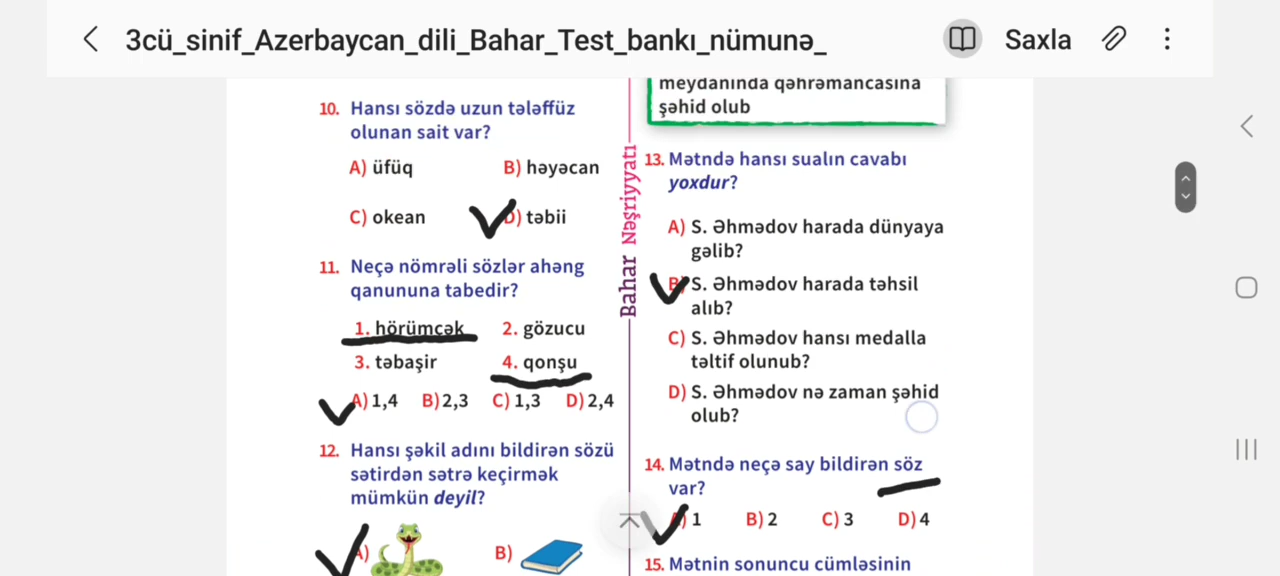 3cü_sinif_Azerbaycan_dili_Bahar_Test_bankı_nümunə_
Saxla
10. Hansı sözdə uzun tələffüz
olunan sait var?
A) üfüq B) həyəcan
C) okean D) təbii
11. Neçə nömrəli sözlər ahəng
qanununa tabedir?
1. hörümçək 2. gözucu
3. təbaşir 4. qonşu
A) 1,4 B) 2,3 C) 1,3 D) 2,4
12. Hansı şəkil adını bildirən sözü
sətirdən sətrə keçirmək
mümkün deyil?
A) B)
Bahar Nəşriyyatı
meydanında qəhrəmancasına
şəhid olub
13. Mətndə hansı sualın cavabı
yoxdur?
A) S. Əhmədov harada dünyaya
gəlib?
B) S. Əhmədov harada təhsil
alıb?
C) S. Əhmədov hansı medalla
təltif olunub?
D) S. Əhmədov nə zaman şəhid
olub?
14. Mətndə neçə say bildirən söz
var?
A) 1 B) 2 C) 3 D) 4
15. Mətnin sonuncu cümləsinin